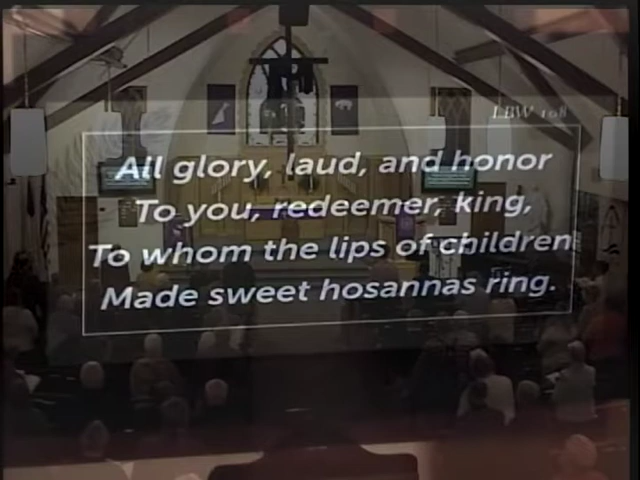 LBW 108
All glory, laud, and honor
To you, redeemer, king,
To whom the lips of children
Made sweet hosannas ring.